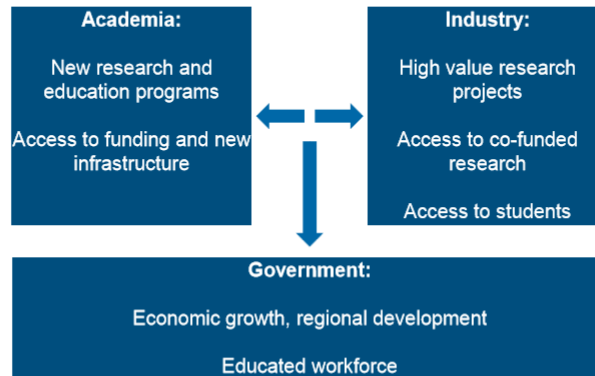 Academia:
New research and
education programs
Access to funding and new
infrastructure
Industry:
High value research
projects
Access to co-funded
research
Access to students
Government:
Economic growth, regional development
Educated workforce